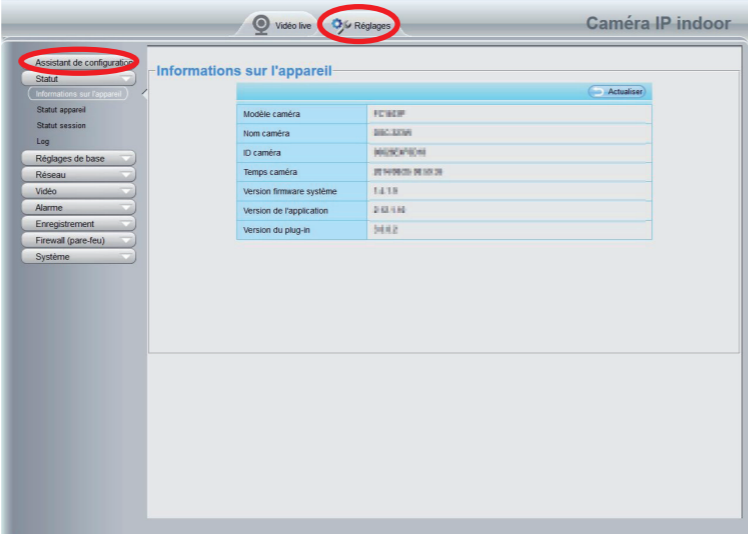 Vidéo live
Réglages
Caméra IP indoor
Assistant de configuration
Statut
Informations sur l'appareil
Statut appareil
Statut session
Log
Réglages de base
Réseau
Vidéo
Alarme
Enregistrement
Firewall (pare-feu)
Système
Informations sur l'appareil
Actualiser
Modèle caméra
Nom caméra
ID caméra
Temps caméra
Version firmware système
Version de l'application
Version du plug-in